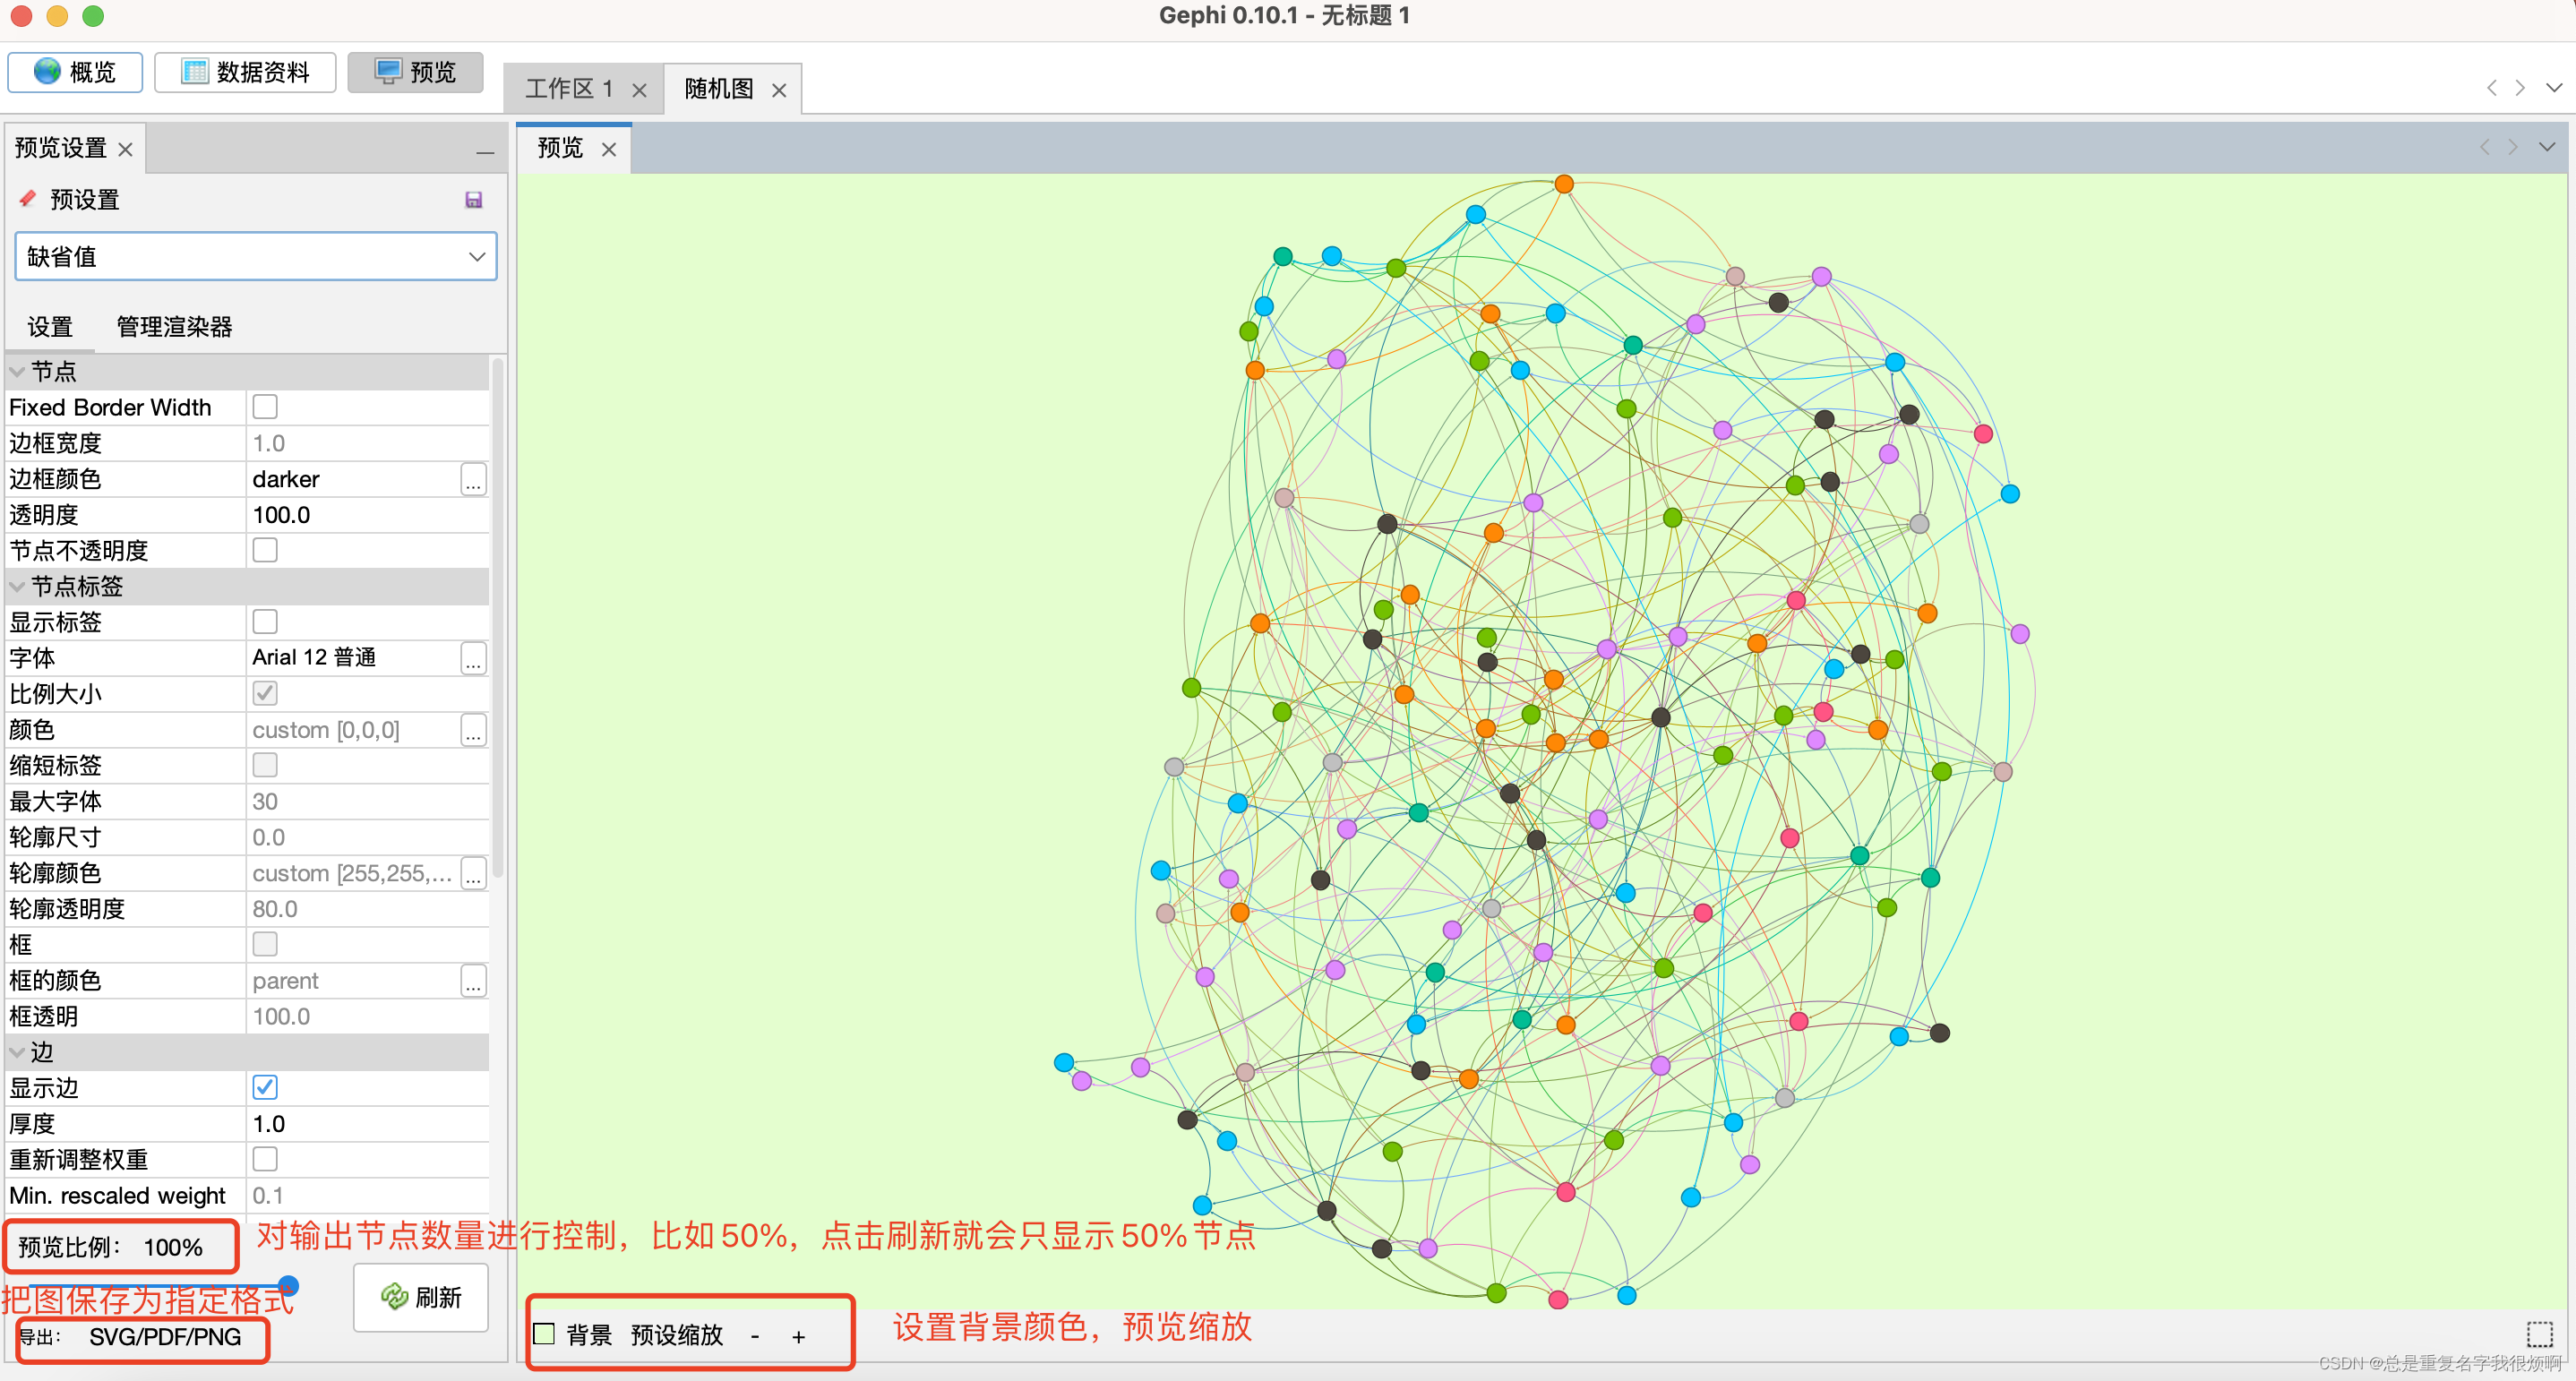 Gephi 0.10.1 - 无标题 1
概览 数据资料 预览
工作区 1 随机图
预览设置
预览
预设置
缺省值
设置 管理渲染器
节点
Fixed Border Width
边框宽度 1.0
边框颜色 darker ...
透明度 100.0
节点不透明度
节点标签
显示标签
字体 Arial 12 普通 ...
比例大小
颜色 custom [0,0,0] ...
缩短标签
最大字体 30
轮廓尺寸 0.0
轮廓颜色 custom [255,255,... ...
轮廓透明度 80.0
框
框的颜色 parent ...
框透明 100.0
边
显示边
厚度 1.0
重新调整权重
Min. rescaled weight 0.1
预览比例： 100%
对输出节点数量进行控制，比如50%，点击刷新就会只显示50%节点
把图保存为指定格式
刷新
导出： SVG/PDF/PNG
背景 预设缩放 - +
设置背景颜色，预览缩放
CSDN @总是重复名字我很烦啊